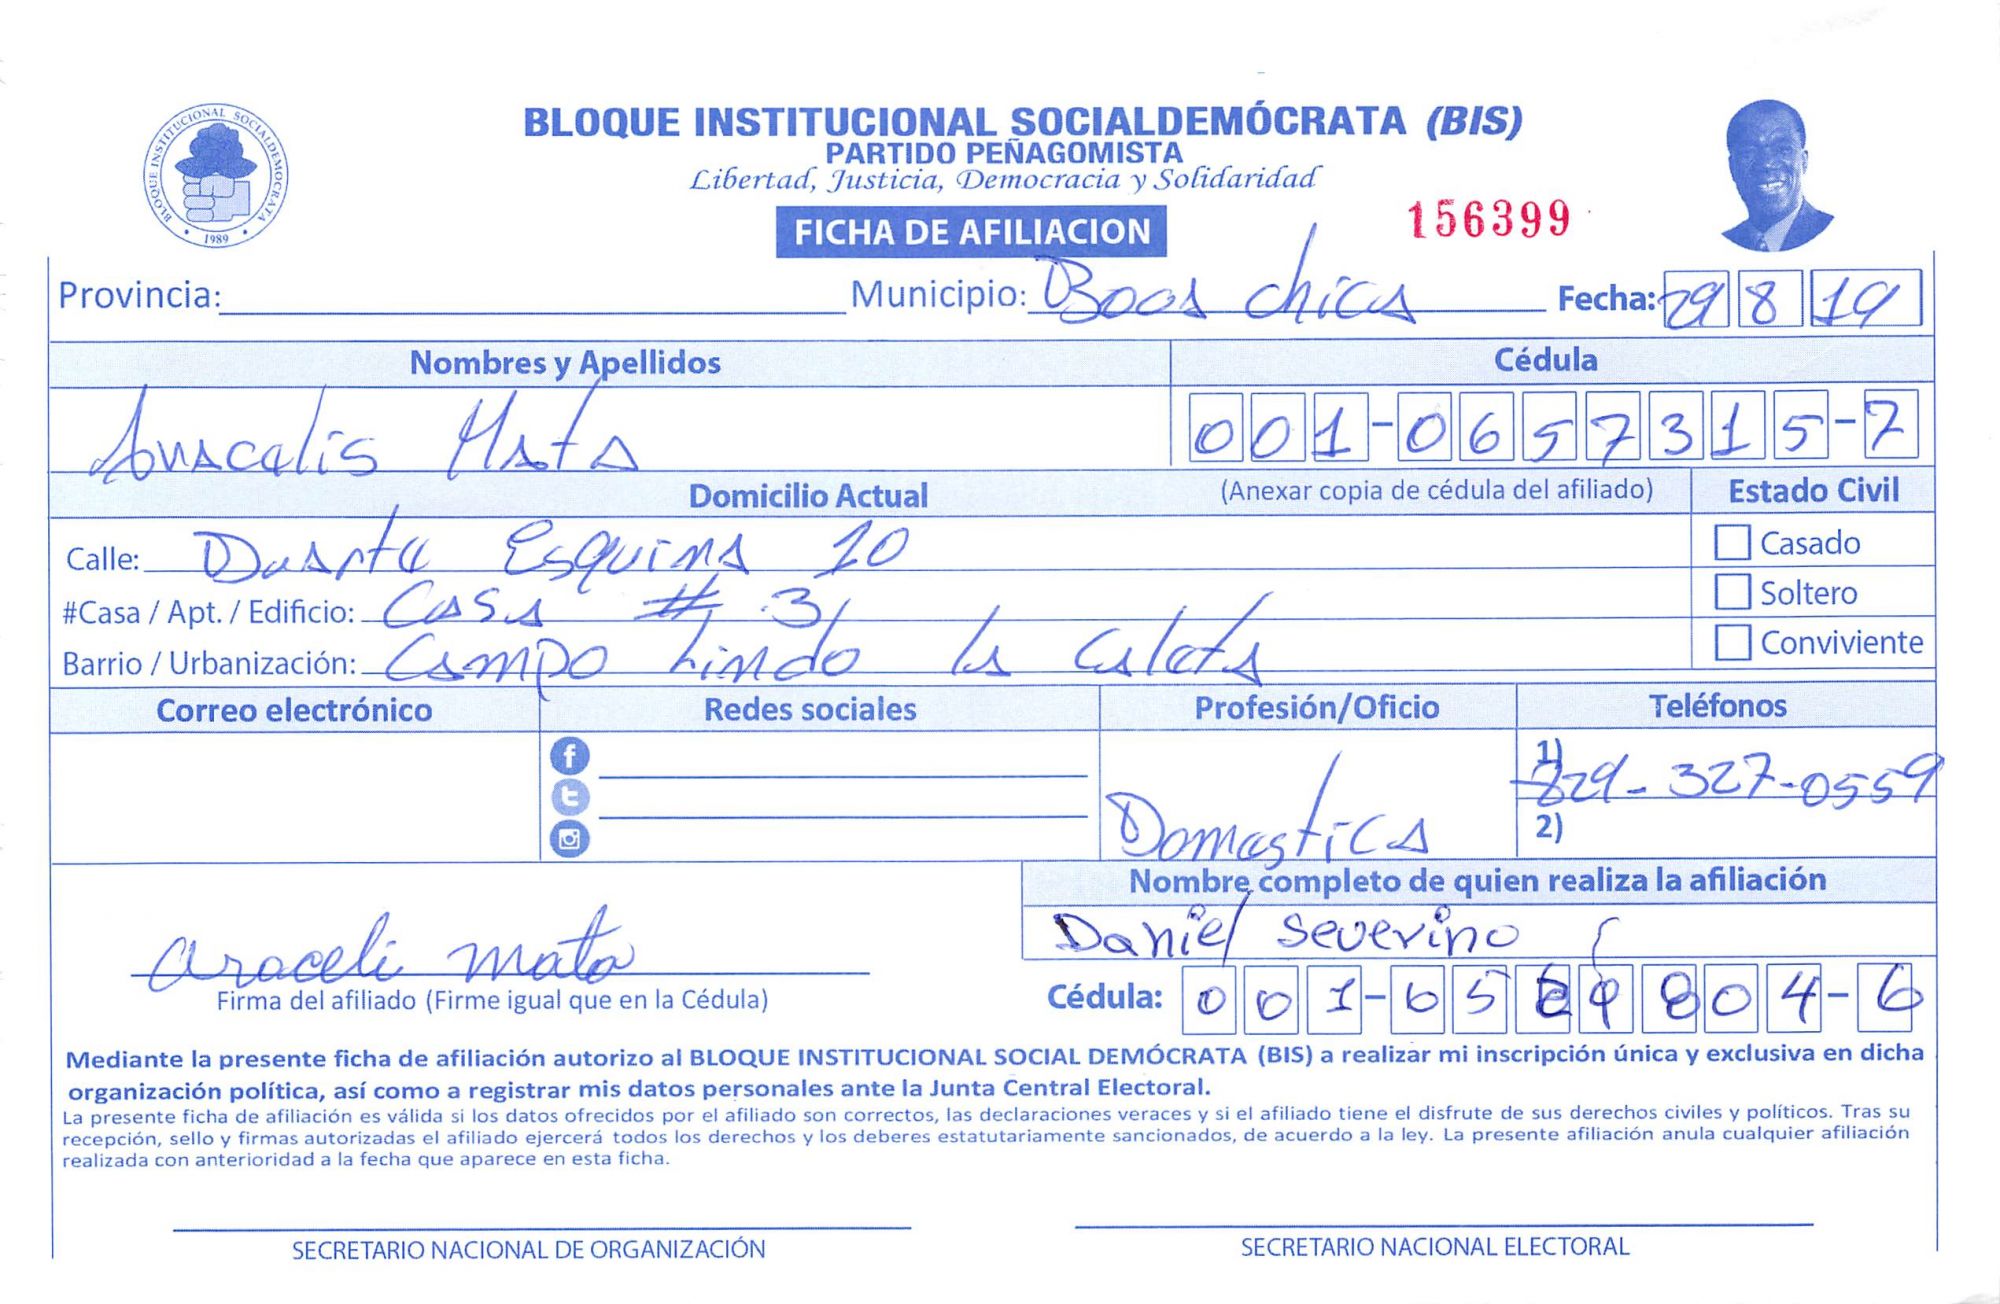 BLOQUE INSTITUCIONAL SOCIALDEMÓCRATA (BIS)
PARTIDO PEÑAGOMISTA
Libertad, Justicia, Democracia y Solidaridad
FICHA DE AFILIACION
156399
BLOQUE INSTITUCIONAL SOCIALDEMOCRATA
1989
Provincia: Municipio: Boos chica Fecha: 29 8 19
Nombres y Apellidos Cédula
Mata 001-0657315-7
Domicilio Actual (Anexar copia de cédula del afiliado) Estado Civil
Calle: Duarte Esquina 10 Casado
#Casa / Apt. / Edificio: Casa # 3 Soltero
Barrio / Urbanización: Campo Lindo la Caleta Conviviente
Correo electrónico Redes sociales Profesión/Oficio Teléfonos
1) 829-327-0559
Domestica
2)
Nombre completo de quien realiza la afiliación
Daniel Severino
araceli mata
Firma del afiliado (Firme igual que en la Cédula)
Cédula: 001-
Mediante la presente ficha de afiliación autorizo al BLOQUE INSTITUCIONAL SOCIAL DEMÓCRATA (BIS) a realizar mi inscripción única y exclusiva en dicha
organización política, así como a registrar mis datos personales ante la Junta Central Electoral.
La presente ficha de afiliación es válida si los datos ofrecidos por el afiliado son correctos, las declaraciones veraces y si el afiliado tiene el disfrute de sus derechos civiles y políticos. Tras su
recepción, sello y firmas autorizadas el afiliado ejercerá todos los derechos y los deberes estatutariamente sancionados, de acuerdo a la ley. La presente afiliación anula cualquier afiliación
realizada con anterioridad a la fecha que aparece en esta ficha.
SECRETARIO NACIONAL DE ORGANIZACIÓN SECRETARIO NACIONAL ELECTORAL